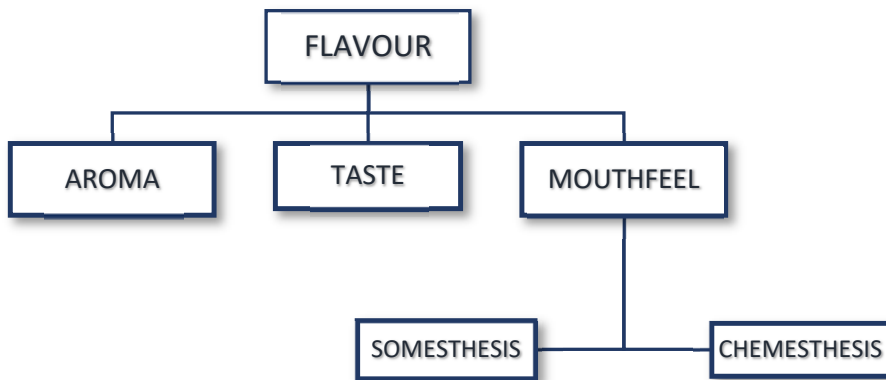 FLAVOUR
AROMA
TASTE
MOUTHFEEL
SOMESTHESIS
CHEMESTHESIS